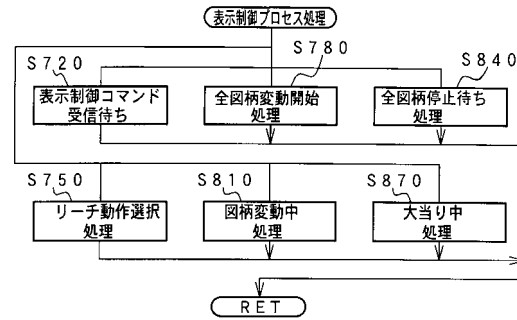 表示制御プロセス処理
S720
S780
S840
表示制御コマンド
受信待ち
全図柄変動開始
処理
全図柄停止待ち
処理
S750
S810
S870
リーチ動作選択
処理
図柄変動中
処理
大当り中
処理
RET